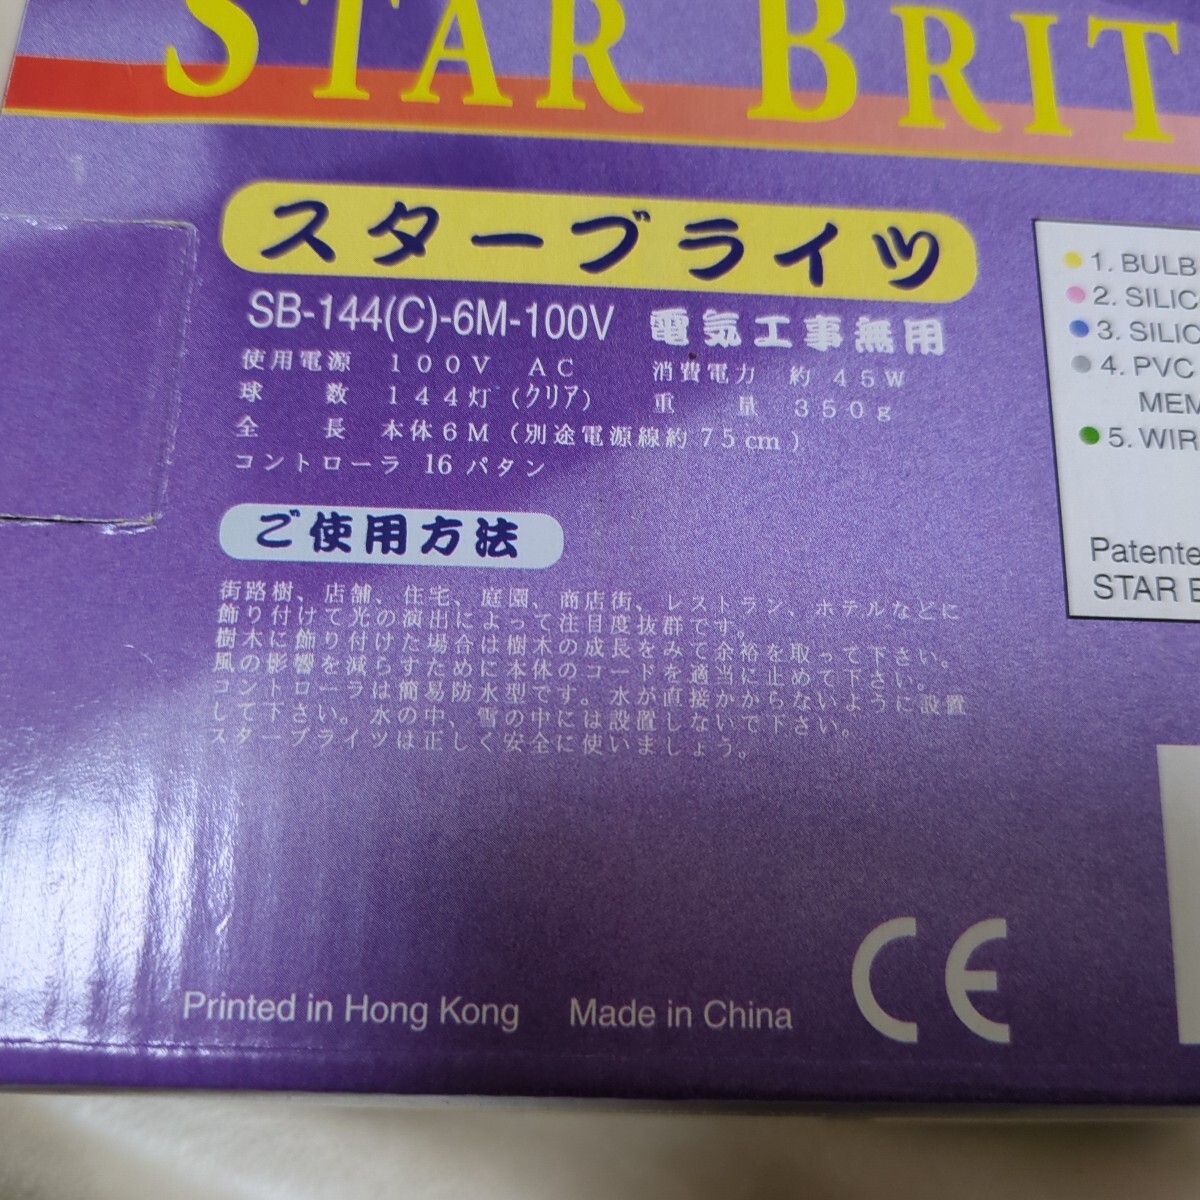 STAR BRIT
スターブライツ
SB-144(C)-6M-100V 電気工事無用
使用電源 100V AC 消費電力 約 45W
球 数 144灯 (クリア) 重 量 350g
全 長 本体6M (別途電源線約75cm)
コントローラ 16パタン
ご使用方法
街路樹、店舗、住宅、庭園、商店街、レストラン、ホテルなどに
飾り付けて光の演出によって注目度抜群です。
樹木に飾り付けた場合は樹木の成長をみて余裕を取って下さい。
風の影響を減らすために本体のコードを適当に止めて下さい。
コントローラは簡易防水型です。水が直接かからないように設置
して下さい。水の中、雪の中には設置しないで下さい。
スターブライツは正しく安全に使いましょう。
1. BULB
2. SILIC
3. SILIC
4. PVC
MEM
5. WIR
Patente
STAR B
Printed in Hong Kong Made in China
CE